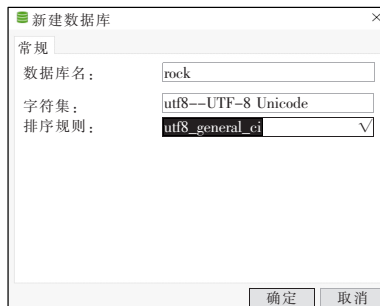 新建数据库
常规
数据库名： rock
字符集： utf8--UTF-8 Unicode
排序规则： utf8_general_ci
确定 取消